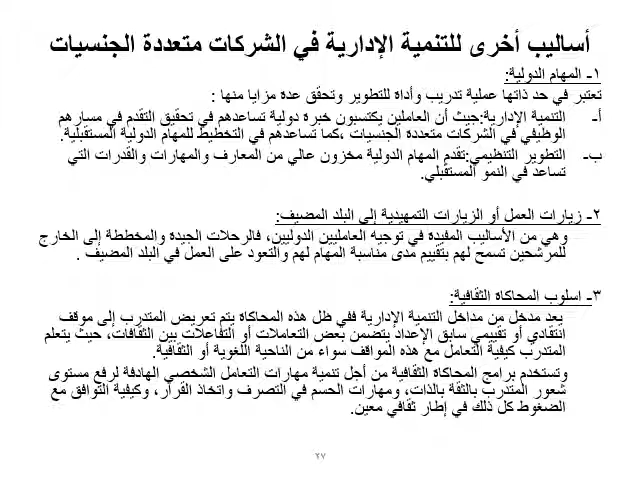 أساليب أخرى للتنمية الإدارية في الشركات متعددة الجنسيات
١ـ المهام الدولية:
تعتبر في حد ذاتها عملية تدريب وأداة للتطوير وتحقق عدة مزايا منها :
أ- التنمية الإدارية:حيث أن العاملين يكتسبون خبرة دولية تساعدهم في تحقيق التقدم في مسارهم
الوظيفي في الشركات متعددة الجنسيات ،كما تساعدهم في التخطيط للمهام الدولية المستقبلية.
ب- التطوير التنظيمي:تقدم المهام الدولية مخزون عالي من المعارف والمهارات والقدرات التي
تساعد في النمو المستقبلي.
٢ـ زيارات العمل أو الزيارات التمهيدية إلى البلد المضيف:
وهي من الأساليب المفيدة في توجيه العامليين الدوليين، فالرحلات الجيدة والمخططة إلى الخارج
للمرشحين تسمح لهم بتقييم مدى مناسبة المهام لهم والتعود على العمل في البلد المضيف .
٣ـ اسلوب المحاكاة الثقافية:
يعد مدخل من مداخل التنمية الإدارية ففي ظل هذه المحاكاة يتم تعريض المتدرب إلى موقف
انتقادي أو تقييمي سابق الإعداد يتضمن بعض التعاملات أو التفاعلات بين الثقافات، حيث يتعلم
المتدرب كيفية التعامل مع هذه المواقف سواء من الناحية اللغوية أو الثقافية.
وتستخدم برامج المحاكاة الثقافية من أجل تنمية مهارات التعامل الشخصي الهادفة لرفع مستوى
شعور المتدرب بالثقة بالذات، ومهارات الحسم في التصرف واتخاذ القرار، وكيفية التوافق مع
الضغوط كل ذلك في إطار ثقافي معين.
٢٧